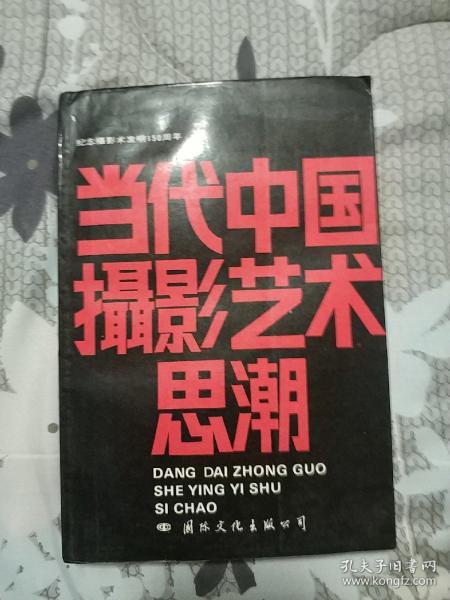 纪念摄影术发明150周年
当代中国
攝影艺术
思潮
DANG DAI ZHONG GUO
SHE YING YI SHU
SI CHAO
国际文化出版公司
孔夫子旧书网
www.kongfz.com